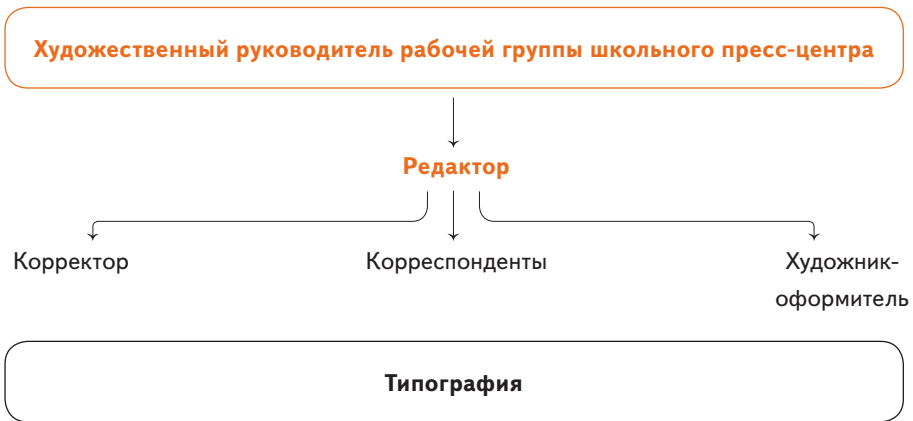 Художественный руководитель рабочей группы школьного пресс-центра
Редактор
Корректор
Корреспонденты
Художник-
оформитель
Типография